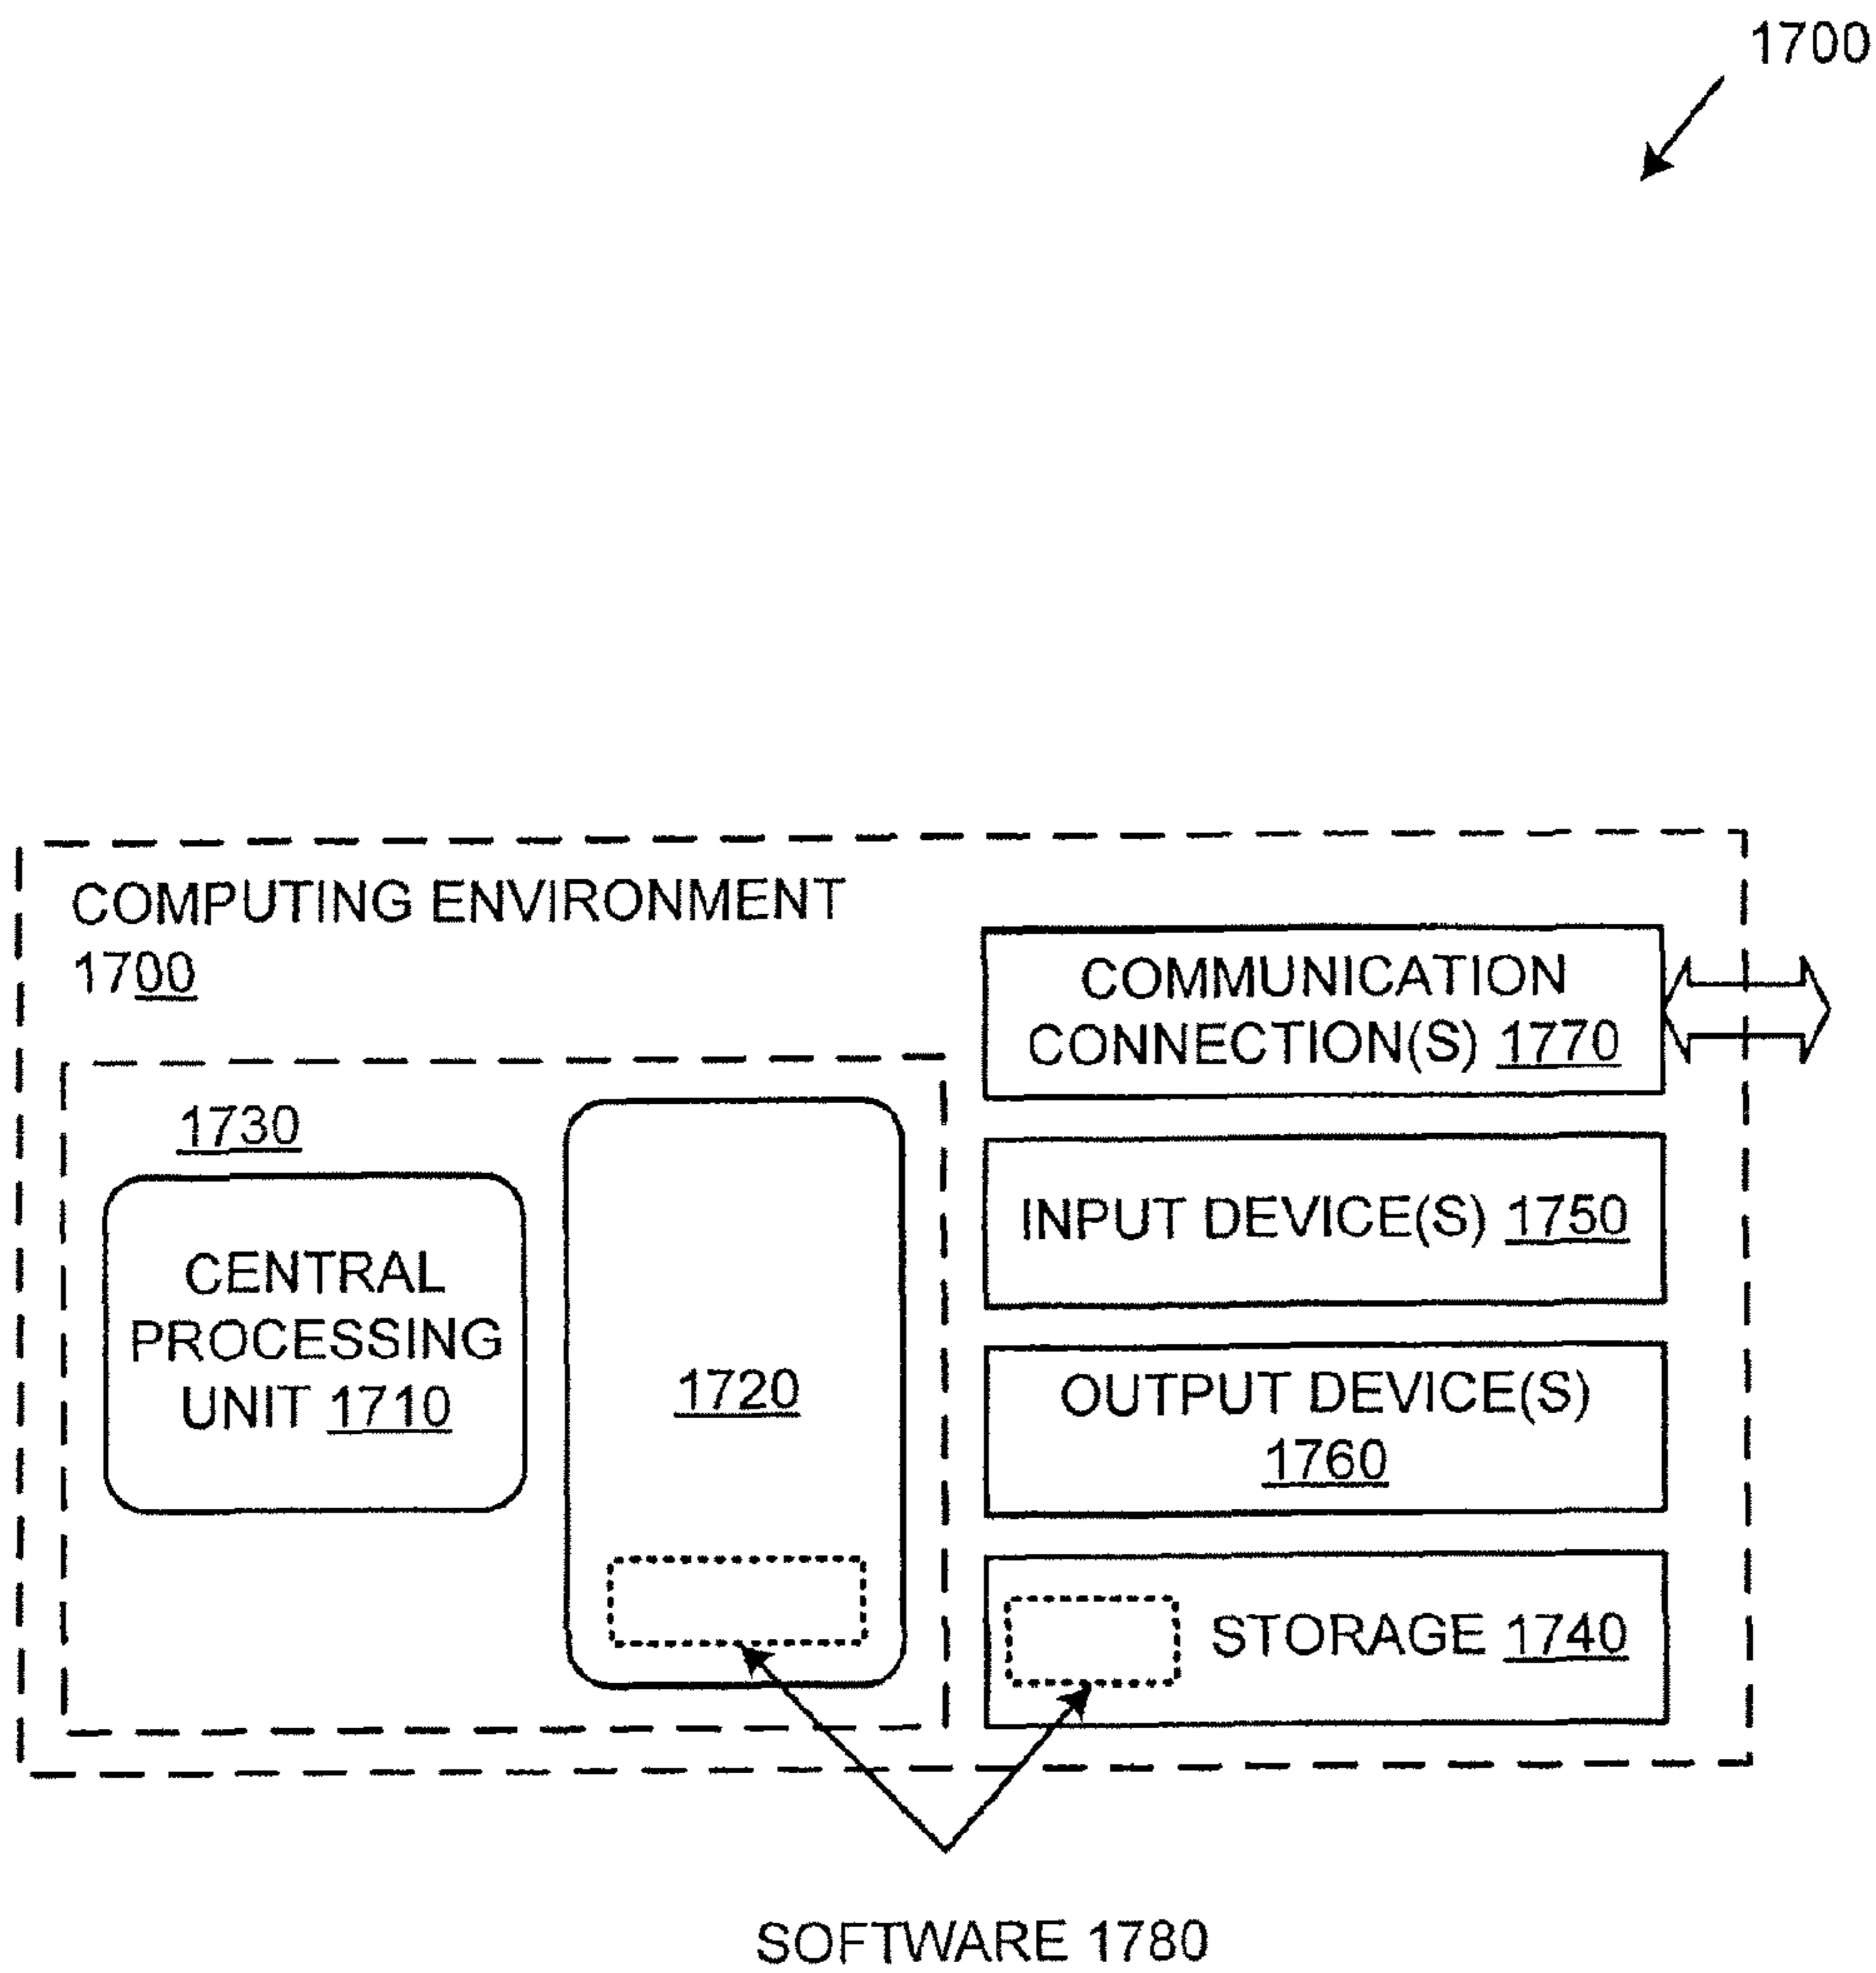 1700
COMPUTING ENVIRONMENT
1700
COMMUNICATION
CONNECTION(S) 1770
1730
CENTRAL
PROCESSING
UNIT 1710
1720
INPUT DEVICE(S) 1750
OUTPUT DEVICE(S)
1760
STORAGE 1740
SOFTWARE 1780